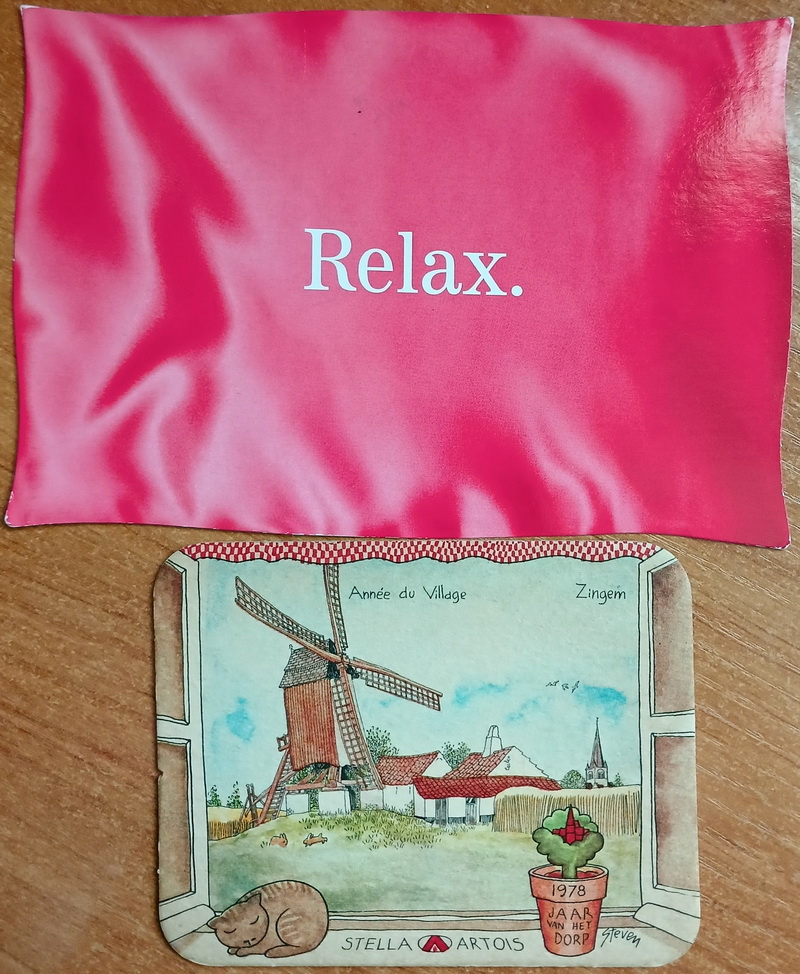 Relax.
Année du Village
Zingem
1978
JAAR
VAN HET
DORP
Steven
STELLA ARTOIS